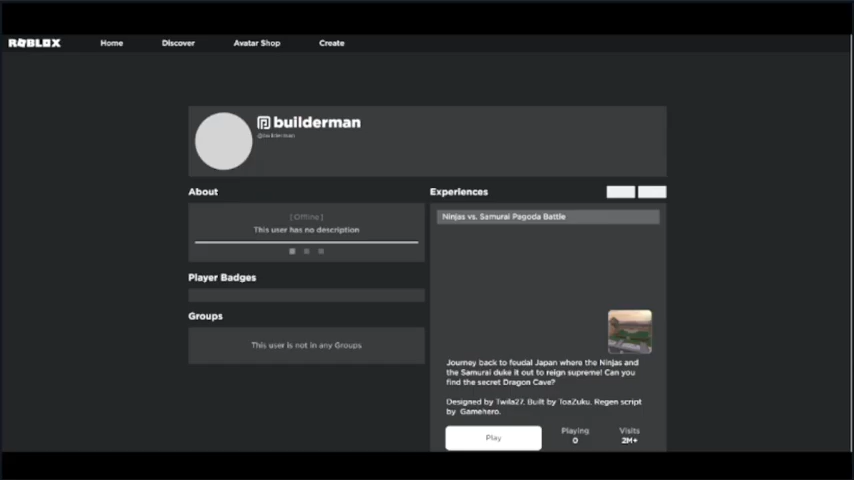 ROBLOX Home Discover Avatar Shop Create
builderman
@builderman
About
[ Offline ]
This user has no description
Player Badges
Groups
This user is not in any Groups
Experiences
Ninjas vs. Samurai Pagoda Battle
Journey back to feudal Japan where the Ninjas and
the Samurai duke it out to reign supreme! Can you
find the secret Dragon Cave?
Designed by Twila27. Built by ToaZuku. Regen script
by Gamehero.
Play
Playing
0
Visits
2M+